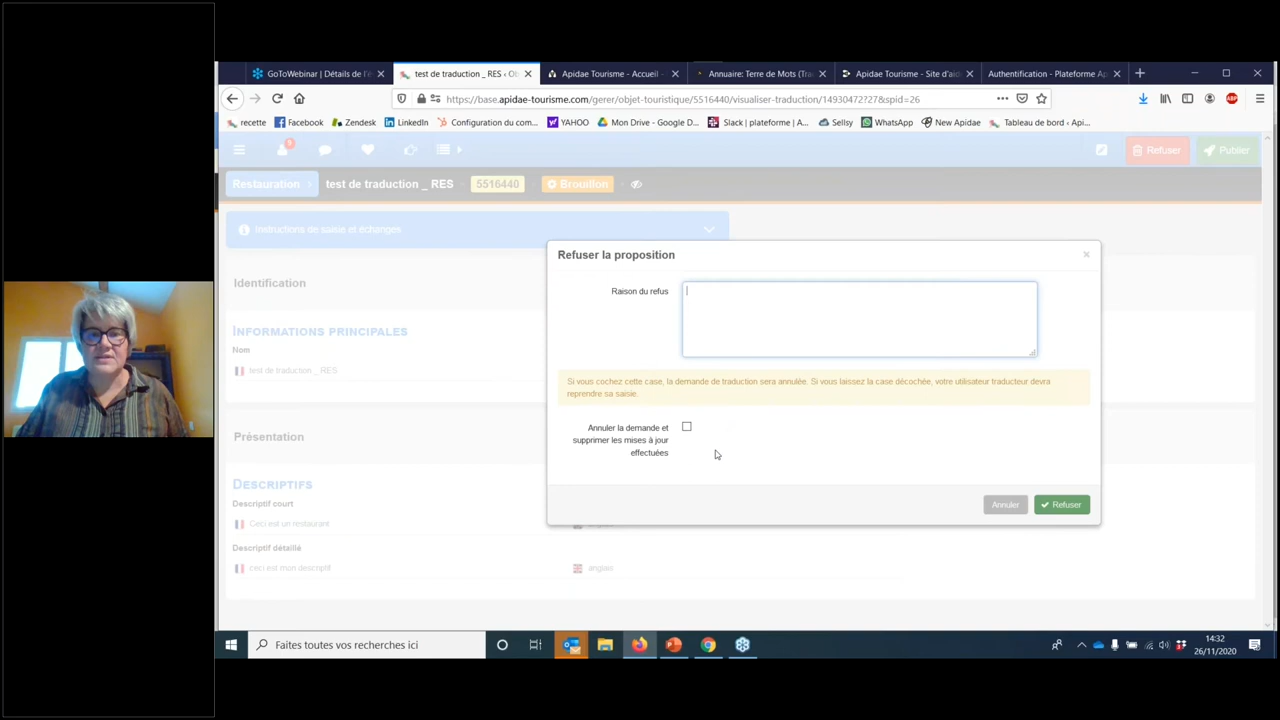 GoToWebinar | Détails de l'é
test de traduction _ RES ‹ Ob
Apidae Tourisme - Accueil
Annuaire: Terre de Mots (Tra
Apidae Tourisme - Site d'aid
Authentification - Plateforme Ap
https://base.apidae-tourisme.com/gerer/objet-touristique/5516440/visualiser-traduction/14930472?27&spid=26
recette
Facebook
Zendesk
LinkedIn
Configuration du com...
YAHOO
Mon Drive - Google D...
Slack | plateforme | A...
Sellsy
WhatsApp
New Apidae
Tableau de bord ‹ Api...
Refuser
Publier
Restauration
test de traduction _ RES
5516440
Brouillon
Instructions de saisie et échanges
Identification
INFORMATIONS PRINCIPALES
Nom
test de traduction _ RES
Présentation
DESCRIPTIFS
Descriptif court
Ceci est un restaurant
Descriptif détaillé
ceci est mon descriptif
anglais
Refuser la proposition
Raison du refus
Si vous cochez cette case, la demande de traduction sera annulée. Si vous laissez la case décochée, votre utilisateur traducteur devra
reprendre sa saisie.
Annuler la demande et
supprimer les mises à jour
effectuées
Annuler
Refuser
Faites toutes vos recherches ici
14:32
26/11/2020